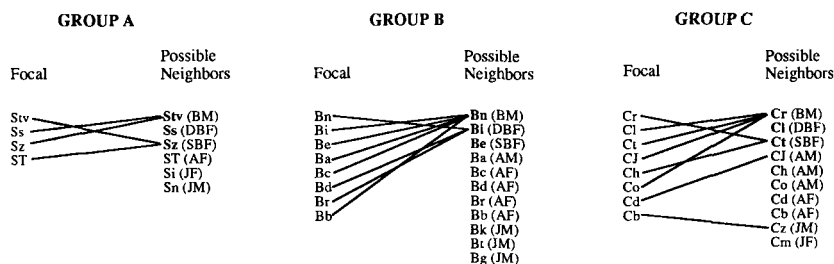 GROUP A
Focal
Possible
Neighbors
Stv
Ss
Sz
ST
Stv (BM)
Ss (DBF)
Sz (SBF)
ST (AF)
Si (JF)
Sn (JM)
GROUP B
Focal
Possible
Neighbors
Bn
Bi
Be
Ba
Bc
Bd
Br
Bb
Bn (BM)
Bi (DBF)
Be (SBF)
Ba (AM)
Bc (AF)
Bd (AF)
Br (AF)
Bb (AF)
Bk (JM)
Bt (JM)
Bg (JM)
GROUP C
Focal
Possible
Neighbors
Cr
Cl
Ct
CJ
Ch
Co
Cd
Cb
Cr (BM)
Cl (DBF)
Ct (SBF)
CJ (AM)
Ch (AM)
Co (AM)
Cd (AF)
Cb (AF)
Cz (JM)
Cm (JF)